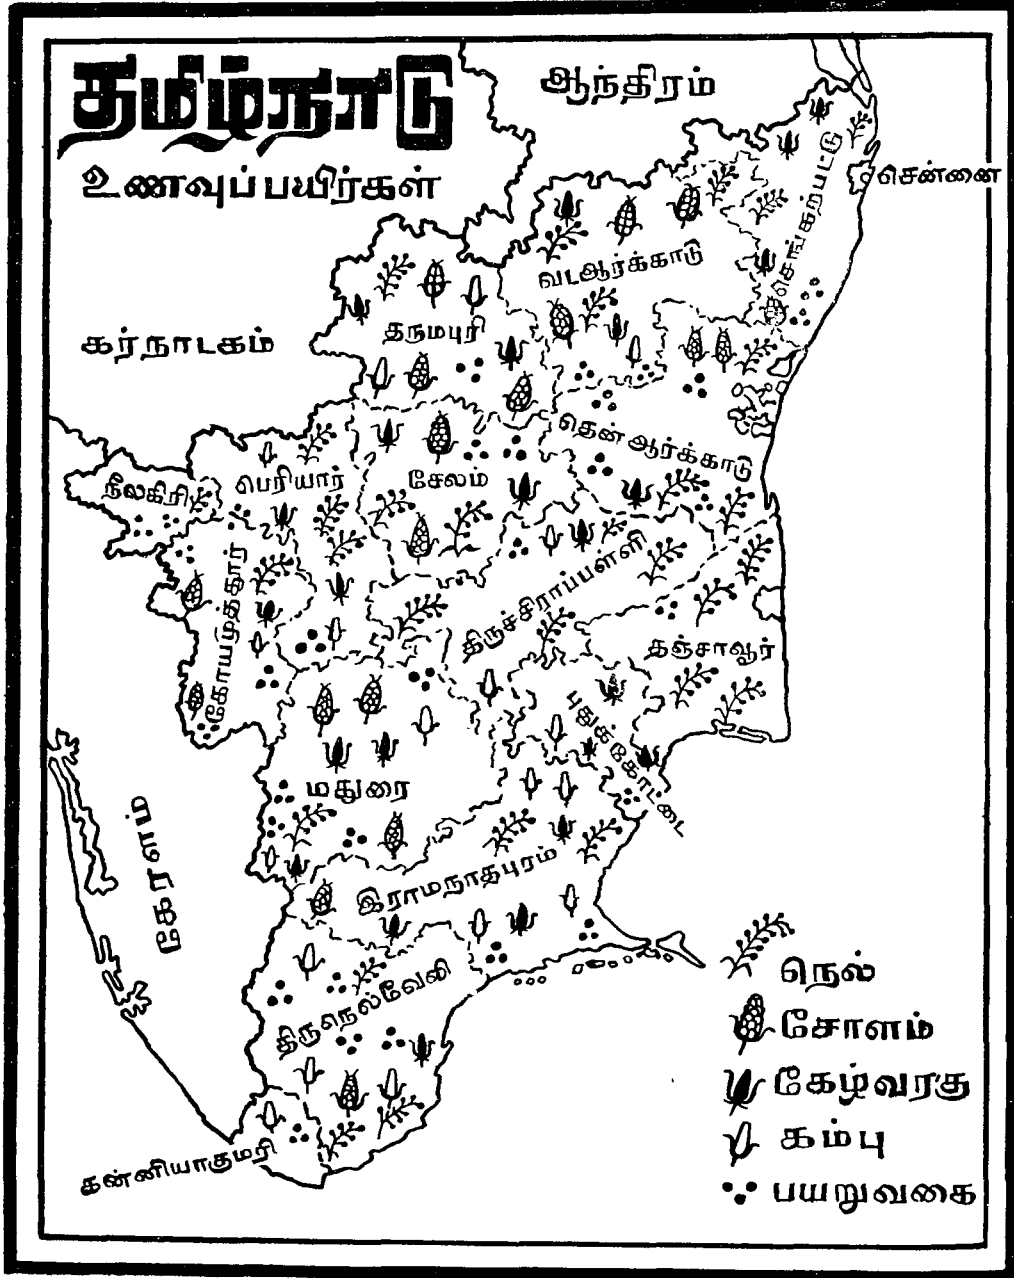 தமிழ்நாடு
உணவுப்பயிர்கள்
ஆந்திரம்
சென்னை
செங்கற்பட்டு
வடஆர்க்காடு
கர்நாடகம்
தருமபுரி
தென் ஆர்க்காடு
நீலகிரி
பெரியார்
சேலம்
கோயமுத்தூர்
திருச்சிராப்பள்ளி
தஞ்சாவூர்
புதுக்கோட்டை
மதுரை
கேரளம்
இராமநாதபுரம்
திருநெல்வேலி
கன்னியாகுமரி
நெல்
சோளம்
கேழ்வரகு
கம்பு
பயறுவகை